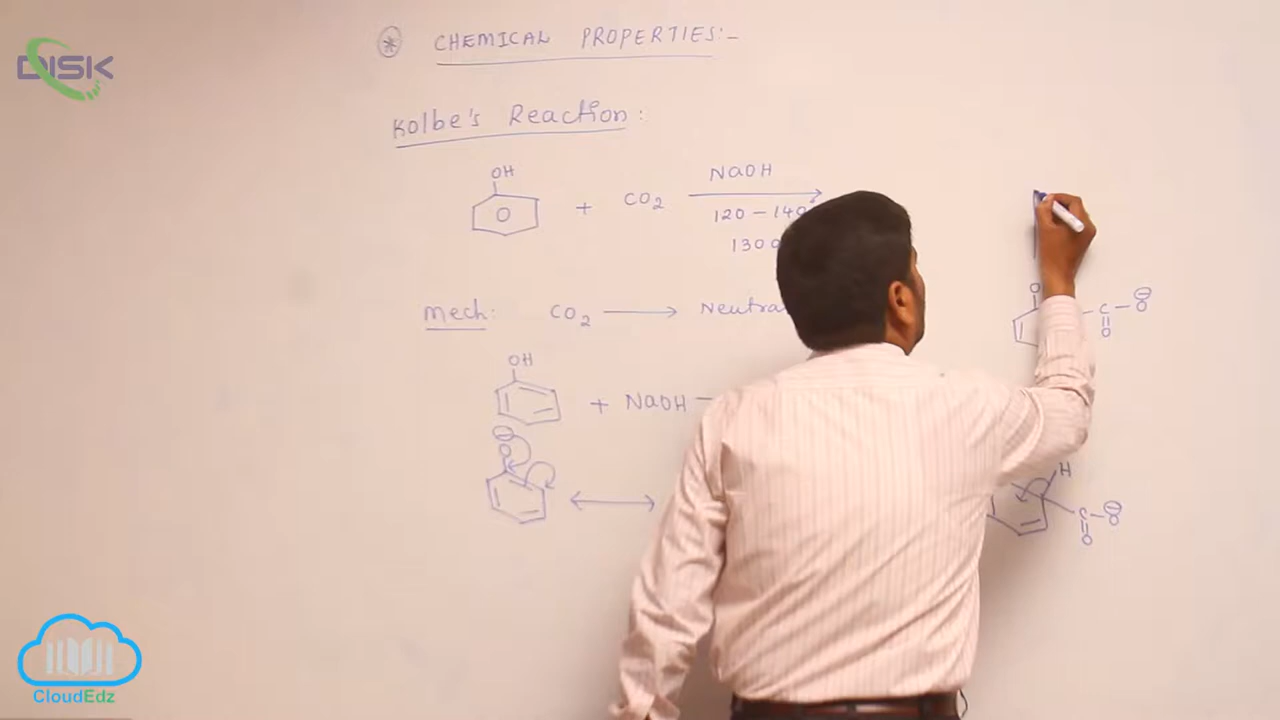 DISK
* CHEMICAL PROPERTIES:-
Kolbe's Reaction:
OH
+ CO2
NaOH
120 - 140°
1300
mech: CO2 → Neutra
OH
+ NaOH
O
C - O
O
H
C - O
O
CloudEdz